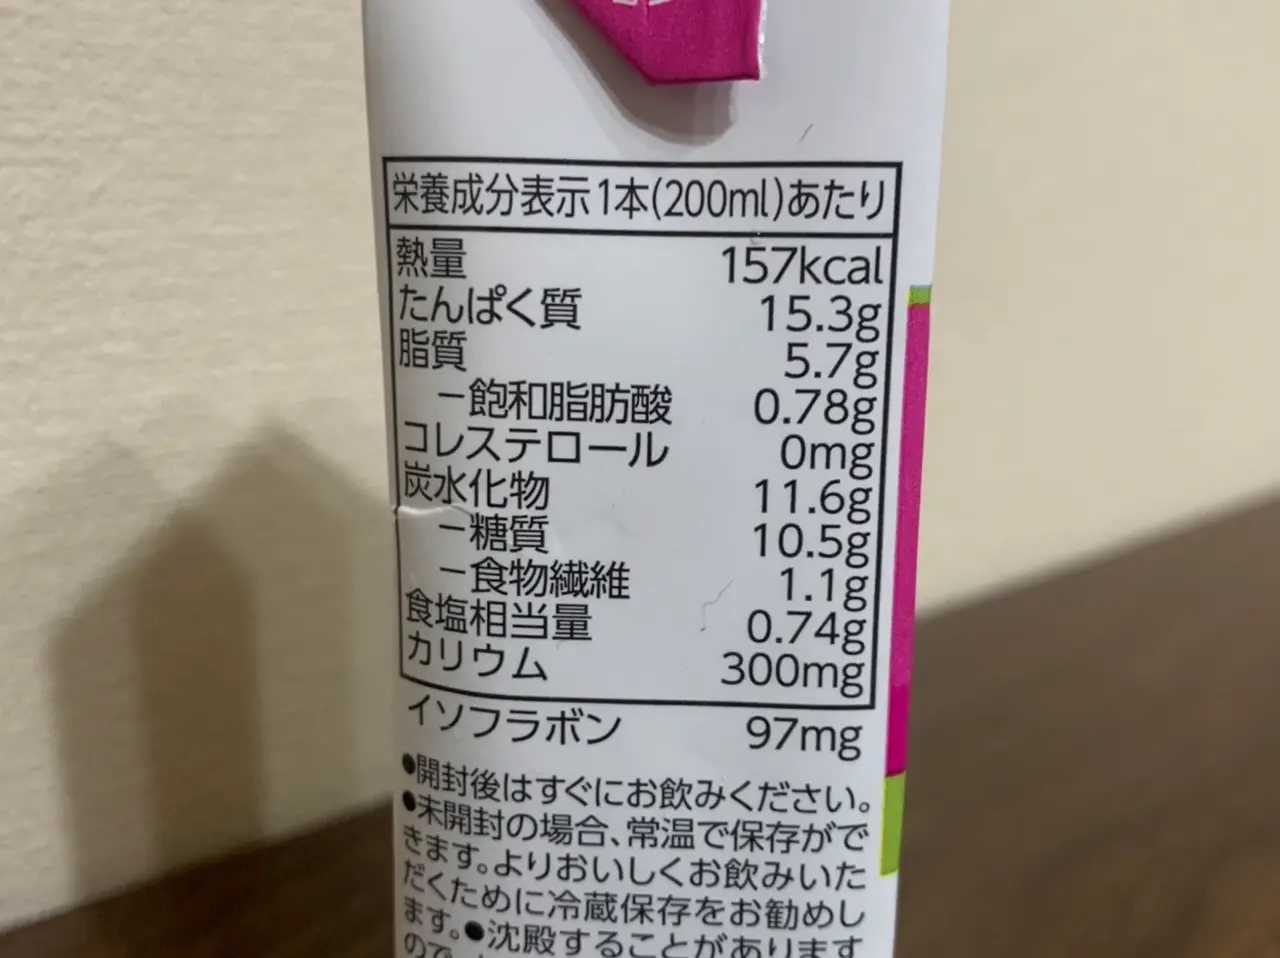 栄養成分表示1本(200ml)あたり
熱量 157kcal
たんぱく質 15.3g
脂質 5.7g
－飽和脂肪酸 0.78g
コレステロール 0mg
炭水化物 11.6g
－糖質 10.5g
－食物繊維 1.1g
食塩相当量 0.74g
カリウム 300mg
イソフラボン 97mg
●開封後はすぐにお飲みください。
●未開封の場合、常温で保存がで
きます。よりおいしくお飲みいた
だくために冷蔵保存をお勧めし
ます。●沈殿することがあります
ので、